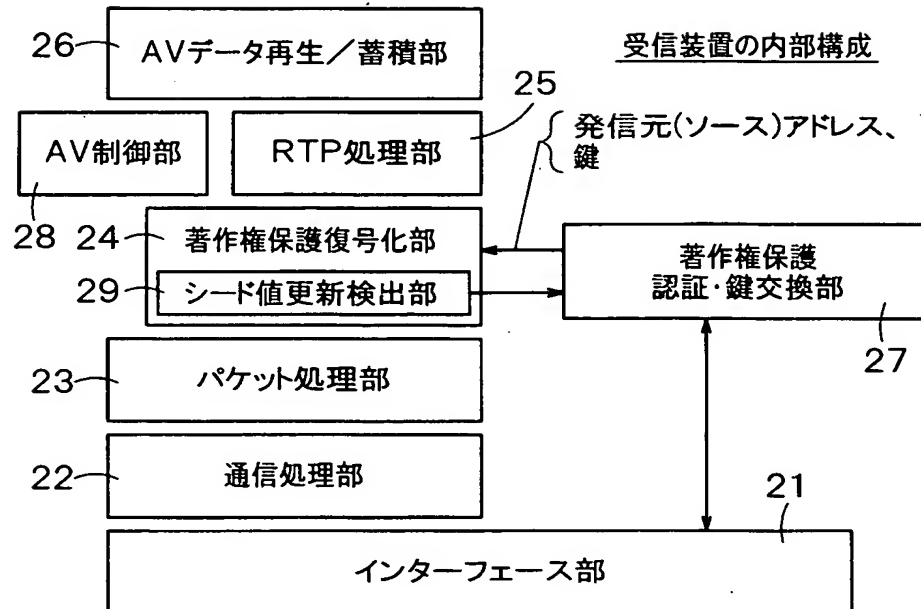 26
AVデータ再生／蓄積部
受信装置の内部構成
25
発信元(ソース)アドレス、
鍵
AV制御部
RTP処理部
28
24
著作権保護復号化部
29
シード値更新検出部
著作権保護
認証・鍵交換部
27
23
パケット処理部
22
通信処理部
21
インターフェース部